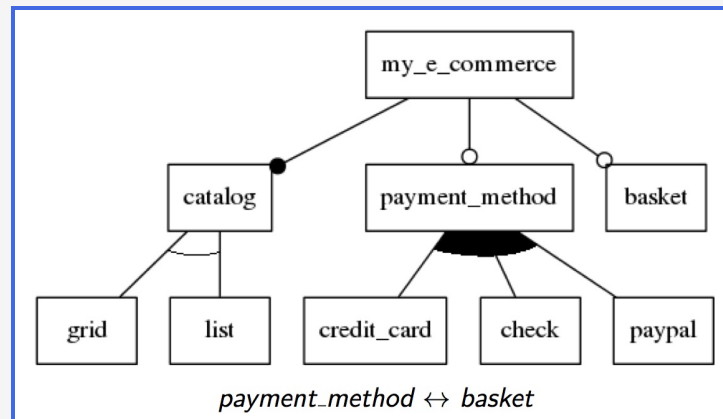 my_e_commerce
catalog payment_method basket
grid list credit_card check paypal
payment_method ↔ basket